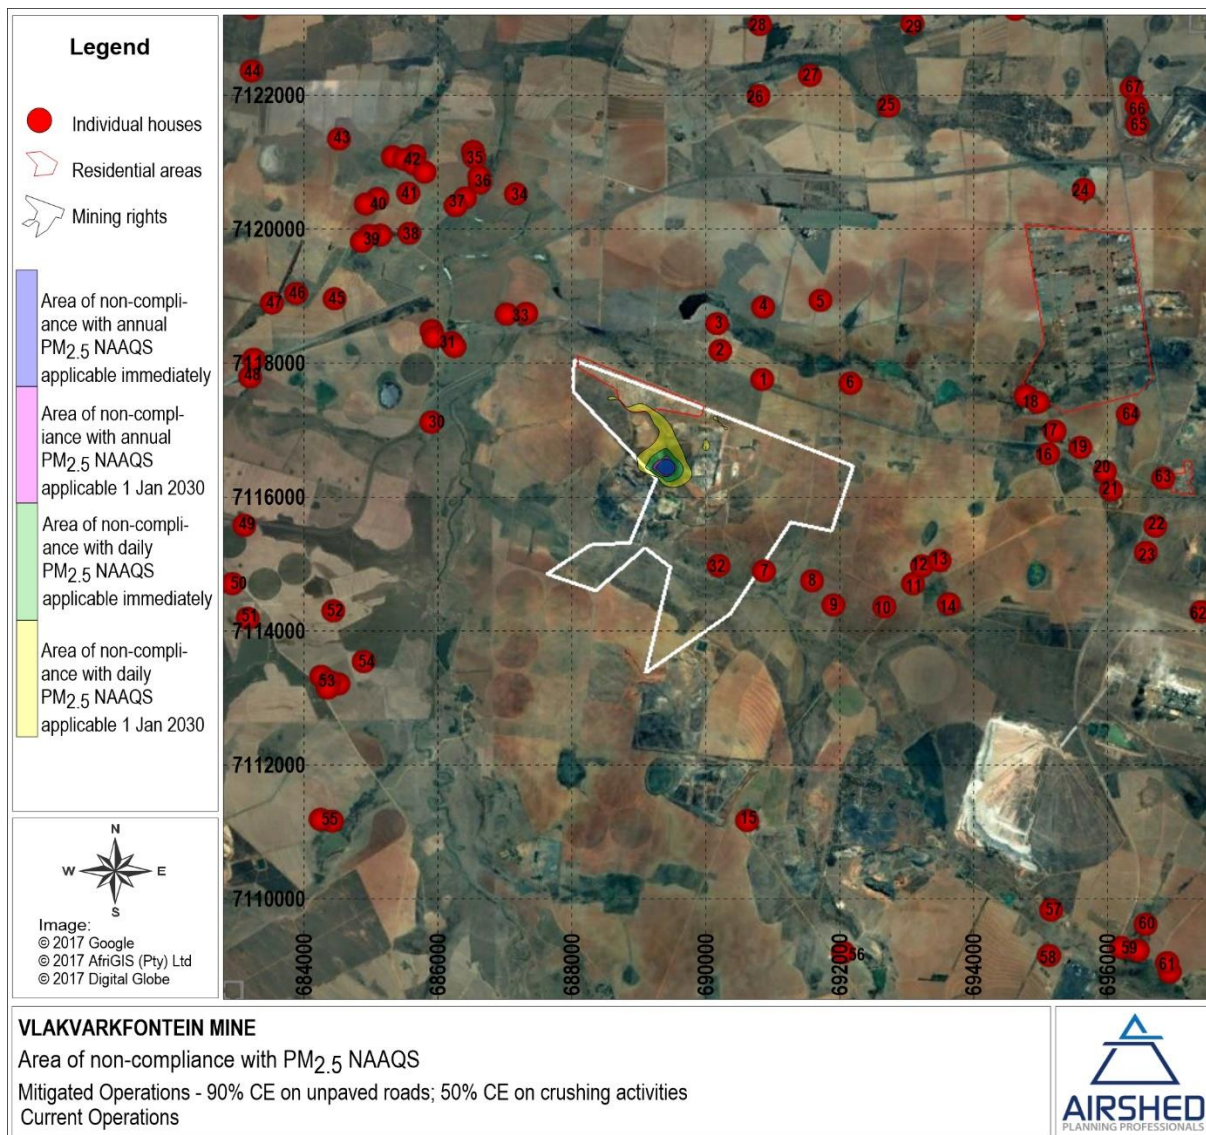 Legend
Individual houses
Residential areas
Mining rights
Area of non-compli-
ance with annual
PM2.5 NAAQS
applicable immediately
Area of non-compl-
iance with annual
PM2.5 NAAQS
applicable 1 Jan 2030
Area of non-compli-
ance with daily
PM2.5 NAAQS
applicable immediately
Area of non-compli-
ance with daily
PM2.5 NAAQS
applicable 1 Jan 2030
N
W E
S
Image:
© 2017 Google
© 2017 AfriGIS (Pty) Ltd
© 2017 Digital Globe
28 29
44 27
7122000 26 25 67
66
65
43
42 35
36 24
41 34
40 37
7120000
39 38
47 46 45 4 5
33 3
31 2
7118000
48 1 6
18
30 64
17
16 19
20 63
7116000 21
49 22
23
32 7 13
12
50 8 11
51 52 9 10 14 62
7114000
54
53
7112000
55 15
7110000
57 60
56 58 59 61
684000 686000 688000 690000 692000 694000 696000
VLAKVARKFONTEIN MINE
Area of non-compliance with PM2.5 NAAQS
Mitigated Operations - 90% CE on unpaved roads; 50% CE on crushing activities
Current Operations
AIRSHED
PLANNING PROFESSIONALS